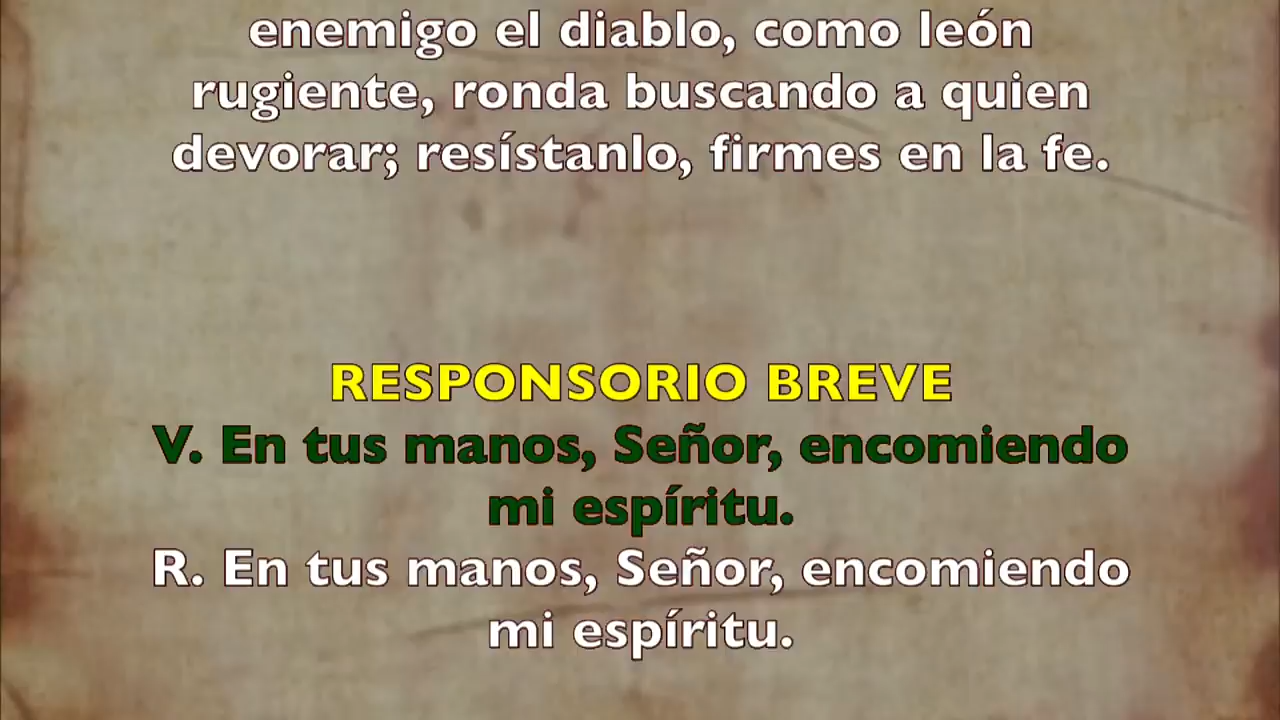 enemigo el diablo, como león
rugiente, ronda buscando a quien
devorar; resístanlo, firmes en la fe.
RESPONSORIO BREVE
V. En tus manos, Señor, encomiendo
mi espíritu.
R. En tus manos, Señor, encomiendo
mi espíritu.